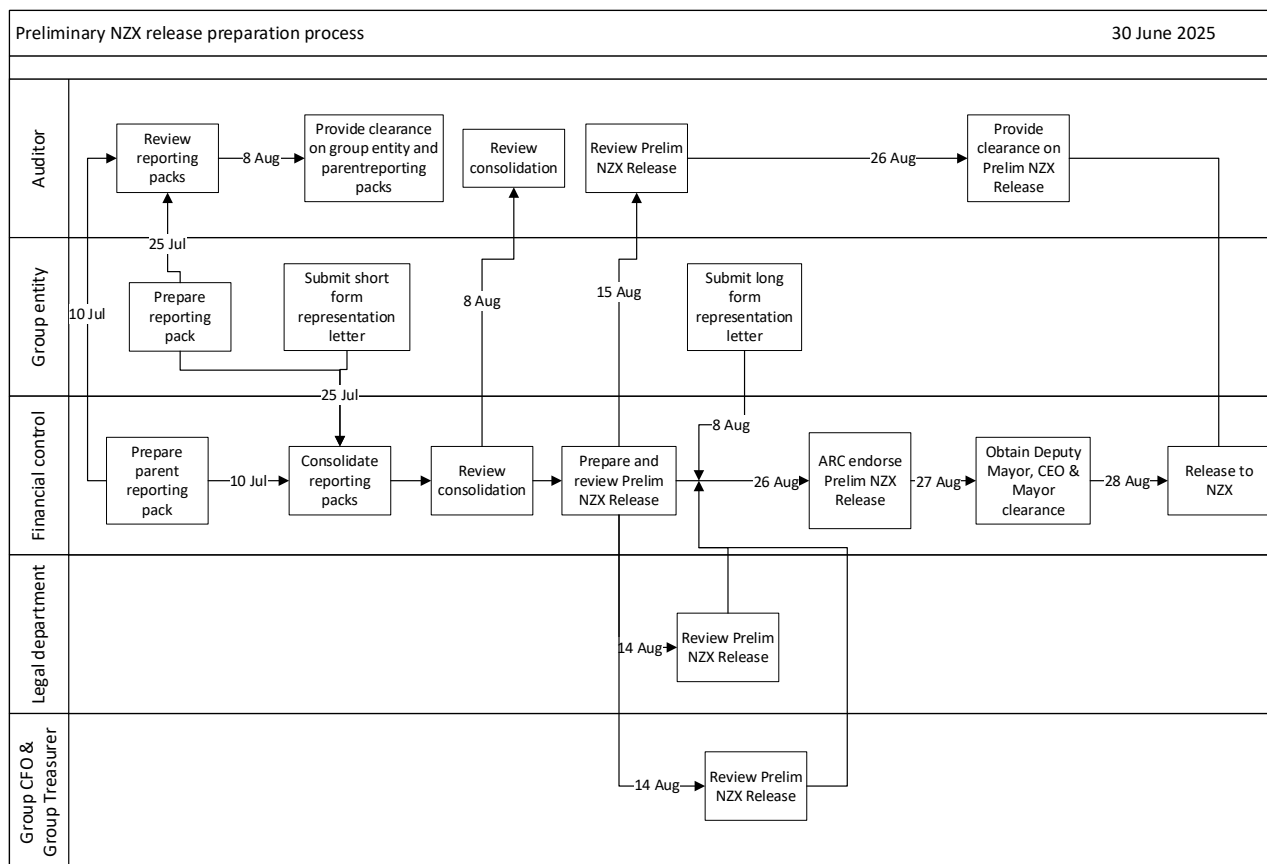 Preliminary NZX release preparation process
30 June 2025
Auditor
Review
reporting
packs
8 Aug
Provide clearance
on group entity and
parentreporting
packs
Review
consolidation
Review Prelim
NZX Release
26 Aug
Provide
clearance on
Prelim NZX
Release
Group entity
25 Jul
10 Jul
Prepare
reporting
pack
Submit short
form
representation
letter
8 Aug
15 Aug
Submit long
form
representation
letter
25 Jul
Financial control
Prepare
parent
reporting
pack
10 Jul
Consolidate
reporting
packs
Review
consolidation
Prepare and
review Prelim
NZX Release
8 Aug
26 Aug
ARC endorse
Prelim NZX
Release
27 Aug
Obtain Deputy
Mayor, CEO &
Mayor
clearance
28 Aug
Release to
NZX
Legal department
14 Aug
Review Prelim
NZX Release
Group CFO &
Group Treasurer
14 Aug
Review Prelim
NZX Release